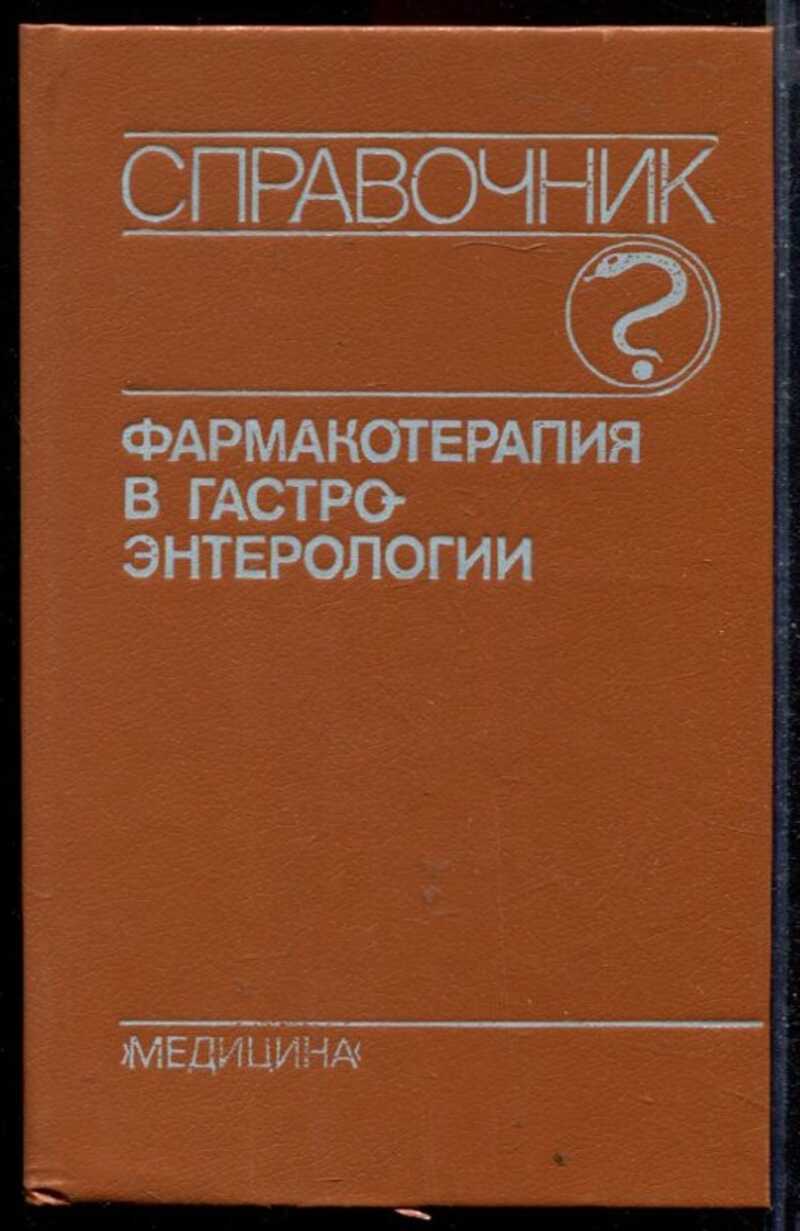 СПРАВОЧНИК
ФАРМАКОТЕРАПИЯ
В ГАСТРО-
ЭНТЕРОЛОГИИ
»МЕДИЦИНА«